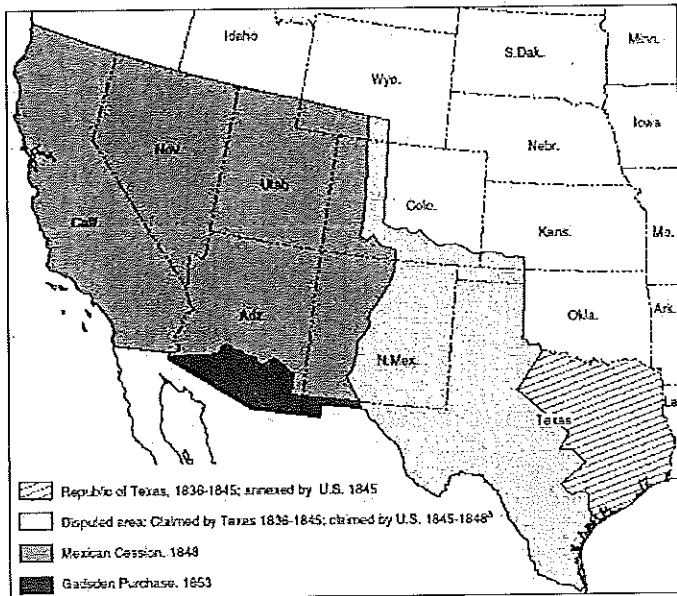 Idaho
S.Dak.
Minn.
Wyo.
Iowa
Nebr.
Nev.
Utah
Colo.
Calif.
Kans.
Mo.
Ariz.
N.Mex.
Okla.
Ark.
La
Texas
Republic of Texas, 1836-1845; annexed by U.S. 1845
Disputed area: Claimed by Texas 1836-1845; claimed by U.S. 1845-1848ᵃ
Mexican Cession, 1848
Gadsden Purchase, 1853